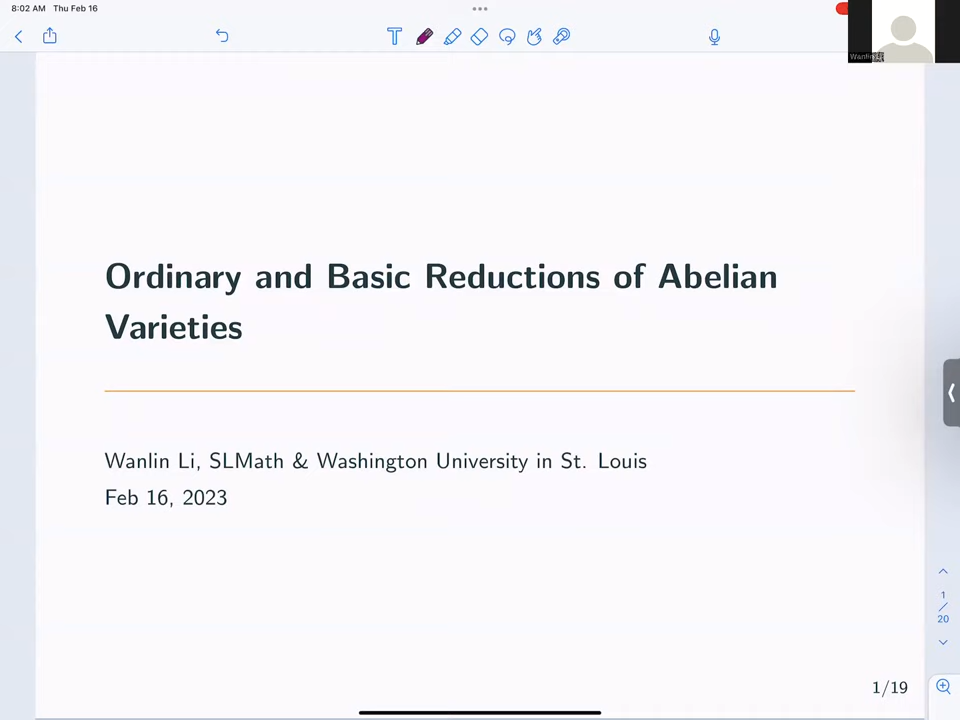 8:02 AM Thu Feb 16
Ordinary and Basic Reductions of Abelian
Varieties
Wanlin Li, SLMath & Washington University in St. Louis
Feb 16, 2023
1
/
20
1/19